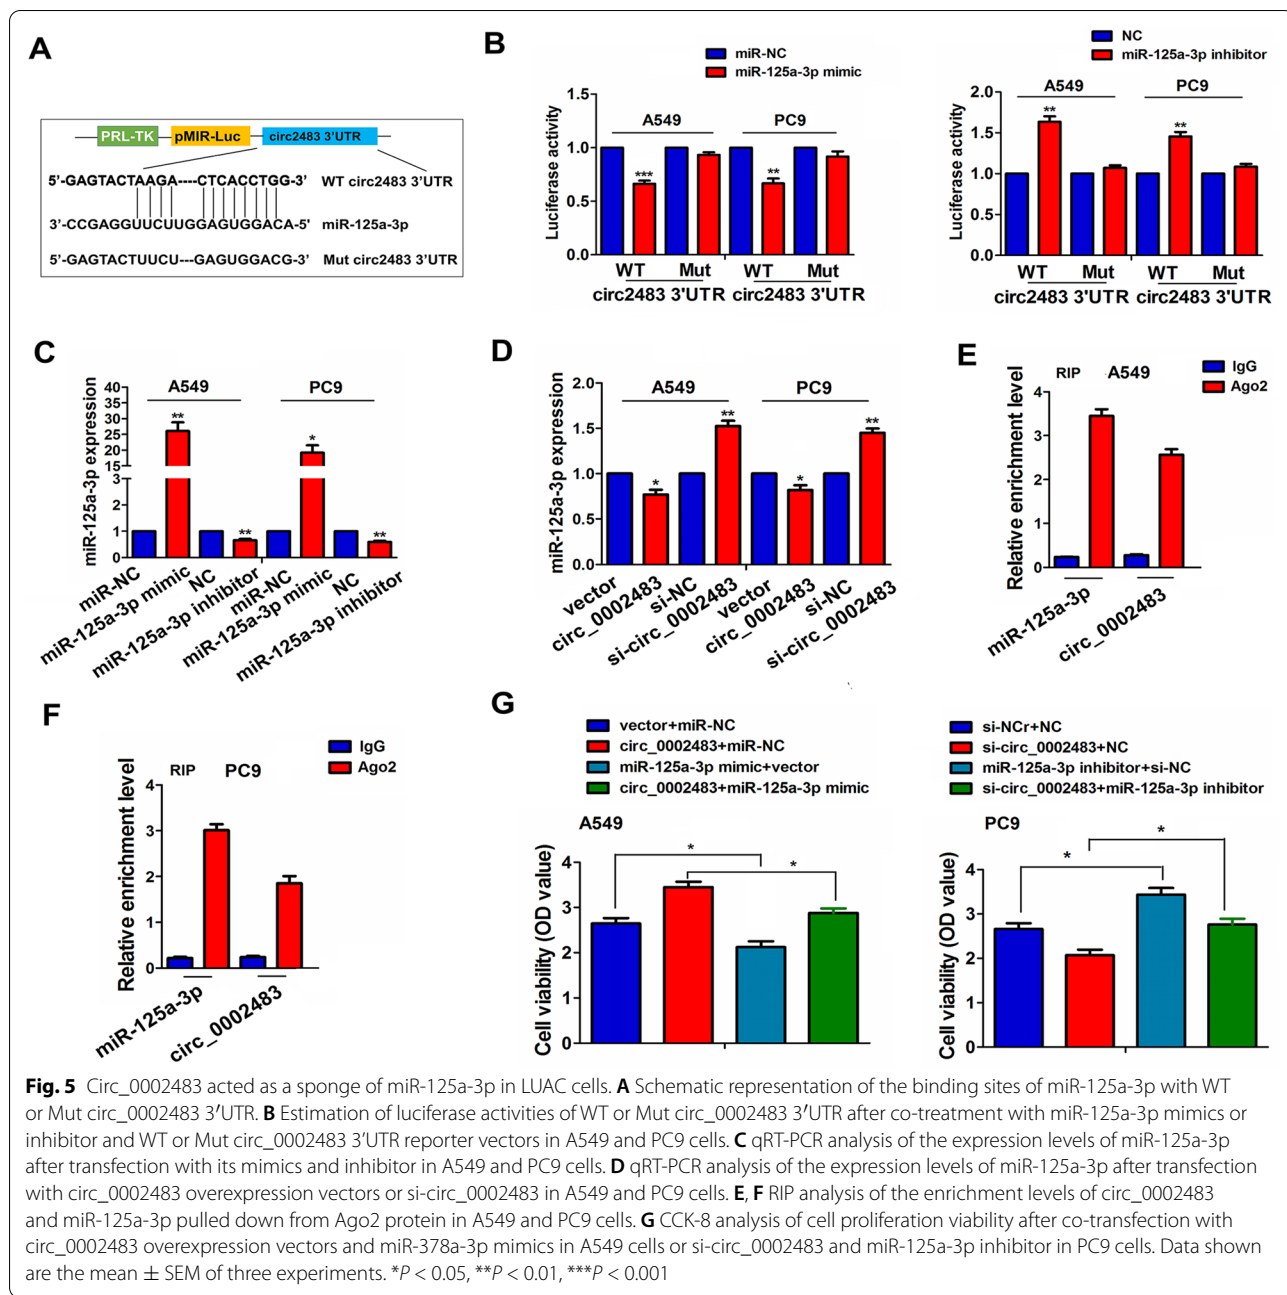 A
PRL-TK pMIR-Luc circ2483 3'UTR
5'-GAGTACTAAGA----CTCACCTGG-3' WT circ2483 3'UTR
3'-CCGAGGUUCUUGGAGUGGACA-5' miR-125a-3p
5'-GAGTACTUUCU---GAGUGGACG-3' Mut circ2483 3'UTR
B
miR-NC
miR-125a-3p mimic
Luciferase activity
1.5
1.0
0.5
0.0
A549 PC9
*** **
WT Mut WT Mut
circ2483 3'UTR circ2483 3'UTR
NC
miR-125a-3p inhibitor
Luciferase activity
2.0
1.5
1.0
0.5
0.0
A549 PC9
** **
WT Mut WT Mut
circ2483 3'UTR circ2483 3'UTR
C
miR-125a-3p expression
40
35
30
25
20
15
10
3
2
1
0
A549 PC9
** ** * **
miR-NC
miR-125a-3p mimic
NC
miR-125a-3p inhibitor
miR-NC
miR-125a-3p mimic
NC
miR-125a-3p inhibitor
D
miR-125a-3p expression
2.0
1.5
1.0
0.5
0.0
A549 PC9
* ** * **
vector
circ_0002483
si-NC
si-circ_0002483
vector
circ_0002483
si-NC
si-circ_0002483
E
IgG
Ago2
RIP A549
Relative enrichment level
4
3
2
1
0
miR-125a-3p
circ_0002483
F
IgG
Ago2
RIP PC9
Relative enrichment level
4
3
2
1
0
miR-125a-3p
circ_0002483
G
vector+miR-NC
circ_0002483+miR-NC
miR-125a-3p mimic+vector
circ_0002483+miR-125a-3p mimic
A549
Cell viability (OD value)
4
3
2
1
0
* *
si-NCr+NC
si-circ_0002483+NC
miR-125a-3p inhibitor+si-NC
si-circ_0002483+miR-125a-3p inhibitor
PC9
Cell viability (OD value)
4
3
2
1
0
* *
Fig. 5 Circ_0002483 acted as a sponge of miR-125a-3p in LUAC cells. A Schematic representation of the binding sites of miR-125a-3p with WT
or Mut circ_0002483 3′UTR. B Estimation of luciferase activities of WT or Mut circ_0002483 3′UTR after co-treatment with miR-125a-3p mimics or
inhibitor and WT or Mut circ_0002483 3'UTR reporter vectors in A549 and PC9 cells. C qRT-PCR analysis of the expression levels of miR-125a-3p
after transfection with its mimics and inhibitor in A549 and PC9 cells. D qRT-PCR analysis of the expression levels of miR-125a-3p after transfection
with circ_0002483 overexpression vectors or si-circ_0002483 in A549 and PC9 cells. E, F RIP analysis of the enrichment levels of circ_0002483
and miR-125a-3p pulled down from Ago2 protein in A549 and PC9 cells. G CCK-8 analysis of cell proliferation viability after co-transfection with
circ_0002483 overexpression vectors and miR-378a-3p mimics in A549 cells or si-circ_0002483 and miR-125a-3p inhibitor in PC9 cells. Data shown
are the mean ± SEM of three experiments. *P < 0.05, **P < 0.01, ***P < 0.001